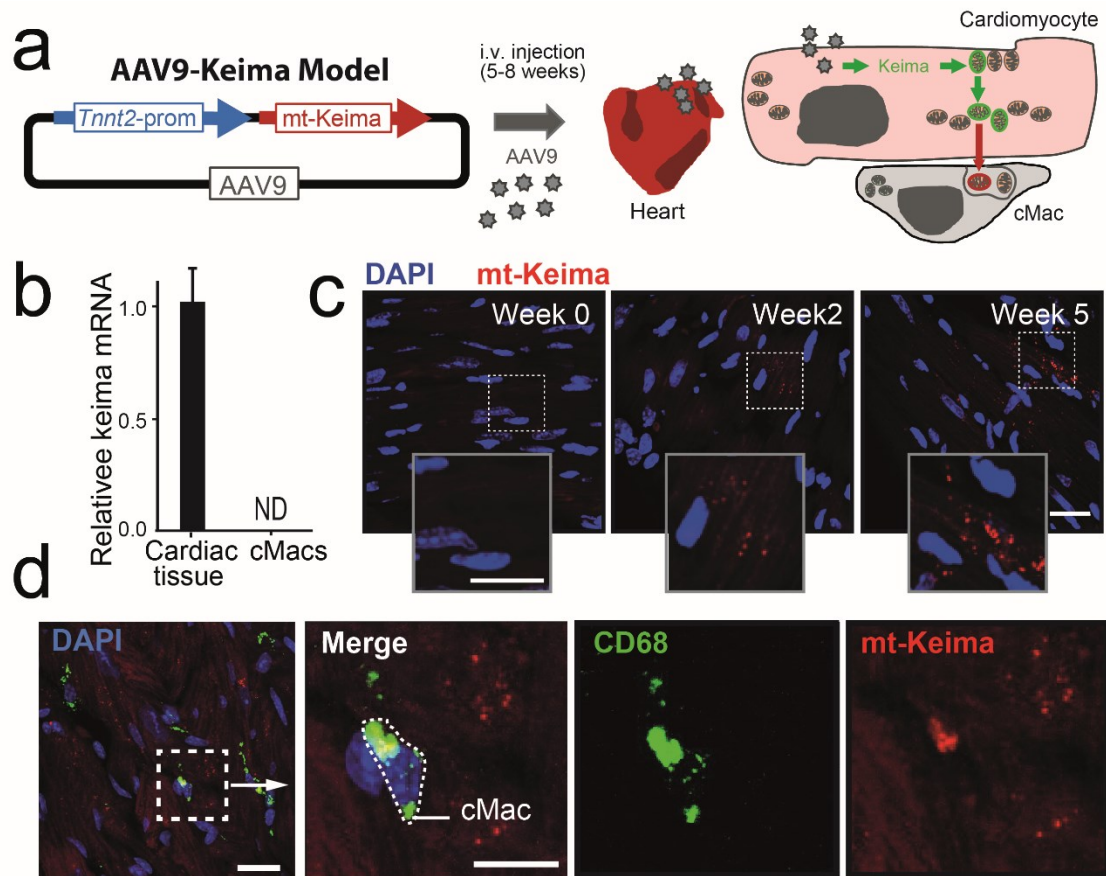 a
AAV9-Keima Model
Tnnt2-prom
mt-Keima
AAV9
i.v. injection
(5-8 weeks)
AAV9
Heart
Cardiomyocyte
Keima
cMac
b
Relativee keima mRNA
1.0
0.5
0.0
ND
Cardiac
tissue
cMacs
c
DAPI mt-Keima
Week 0
Week2
Week 5
d
DAPI
Merge
cMac
CD68
mt-Keima